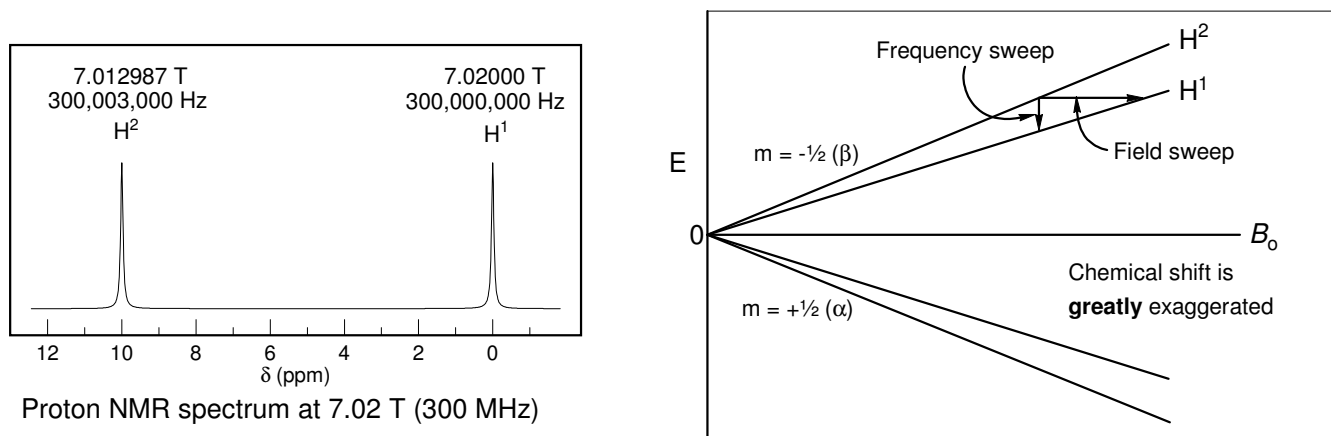 7.012987 T
300,003,000 Hz
H²
7.02000 T
300,000,000 Hz
H¹
12 10 8 6 4 2 0
δ (ppm)
Proton NMR spectrum at 7.02 T (300 MHz)
Frequency sweep
H²
H¹
m = -½ (β)
Field sweep
E
0
Bₒ
m = +½ (α)
Chemical shift is
greatly exaggerated